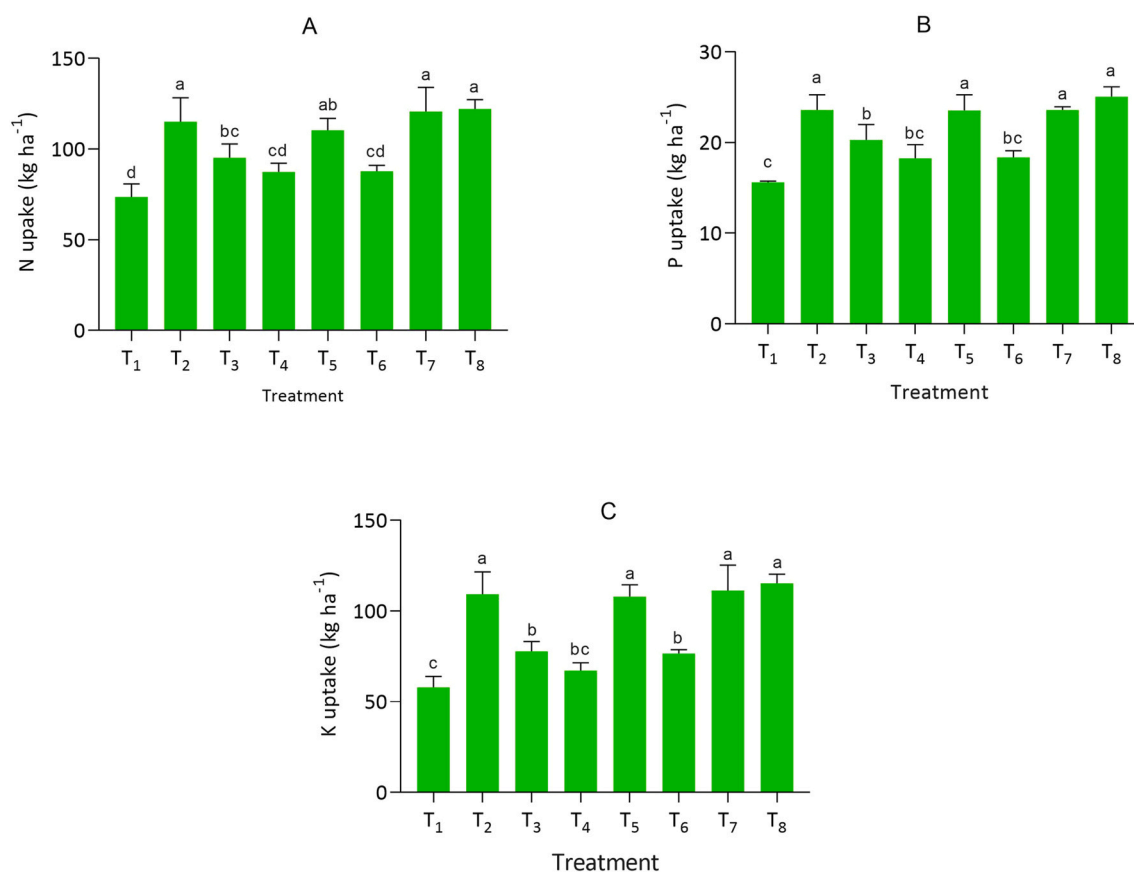 A
N upake (kg ha⁻¹)
150
100
50
0
d
a
bc
cd
ab
cd
a
a
T₁ T₂ T₃ T₄ T₅ T₆ T₇ T₈
Treatment
B
P uptake (kg ha⁻¹)
30
20
10
0
c
a
b
bc
a
bc
a
a
T₁ T₂ T₃ T₄ T₅ T₆ T₇ T₈
Treatment
C
K uptake (kg ha⁻¹)
150
100
50
0
c
a
b
bc
a
b
a
a
T₁ T₂ T₃ T₄ T₅ T₆ T₇ T₈
Treatment